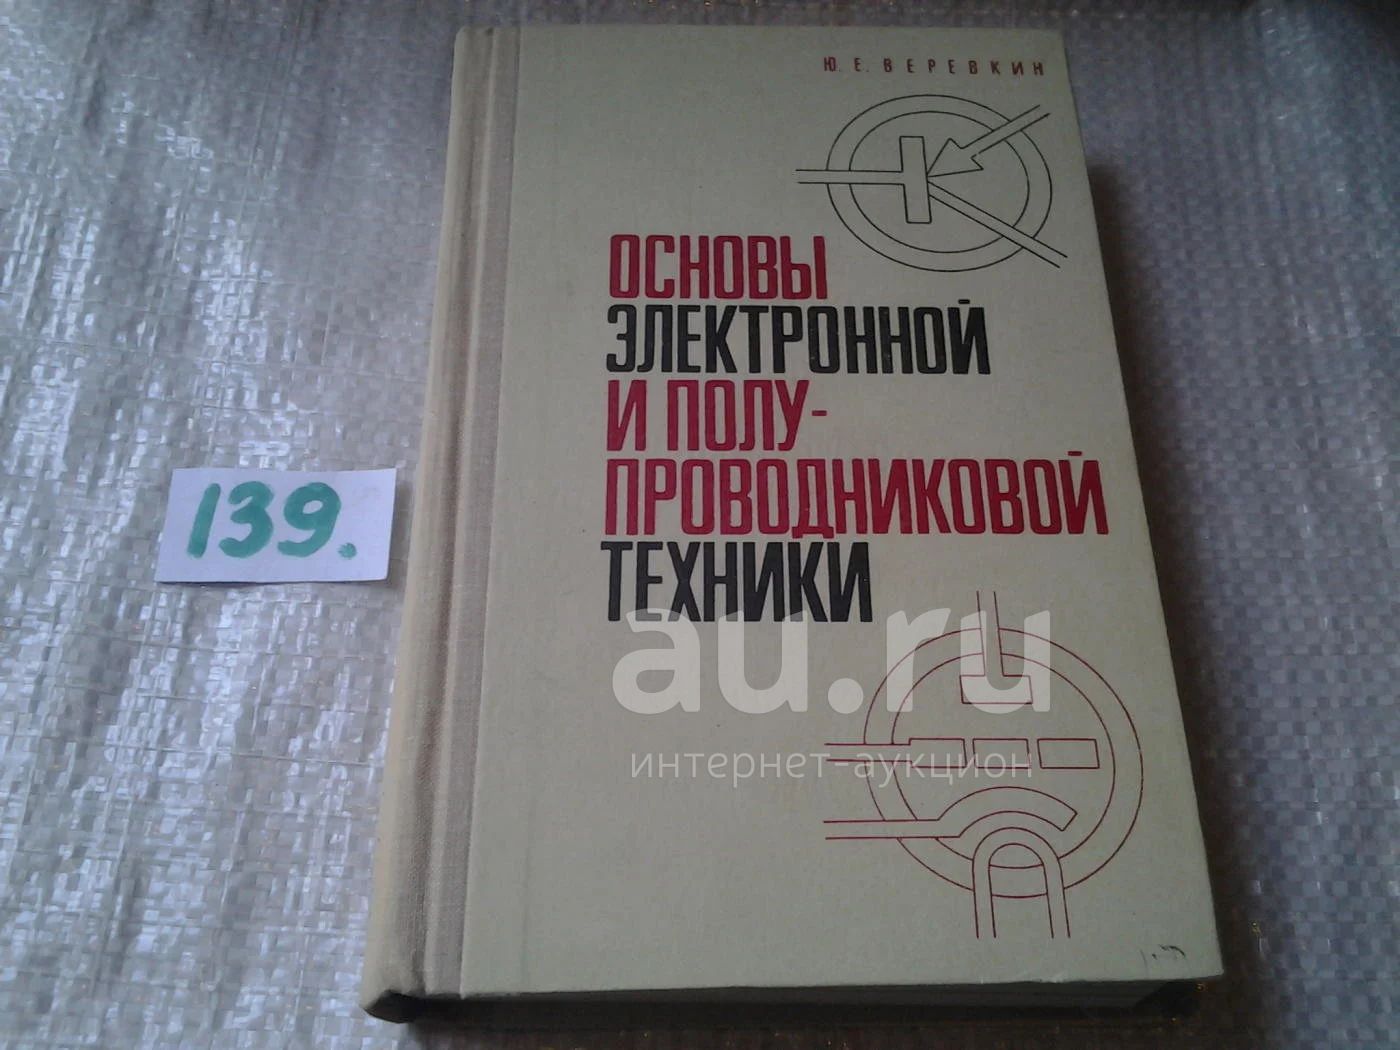 Ю. Е. ВЕРЕВКИН
ОСНОВЫ
ЭЛЕКТРОННОЙ
И ПОЛУ-
ПРОВОДНИКОВОЙ
ТЕХНИКИ
139.
au.ru
интернет-аукцион